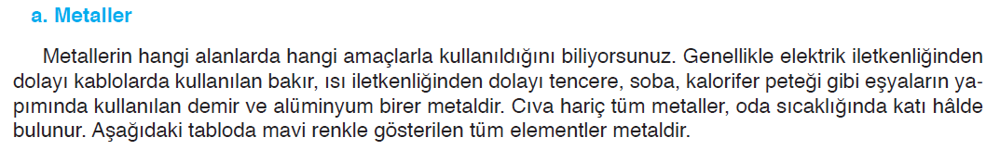 a. Metaller
Metallerin hangi alanlarda hangi amaçlarla kullanıldığını biliyorsunuz. Genellikle elektrik iletkenliğinden
dolayı kablolarda kullanılan bakır, ısı iletkenliğinden dolayı tencere, soba, kalorifer peteği gibi eşyaların ya-
pımında kullanılan demir ve alüminyum birer metaldir. Cıva hariç tüm metaller, oda sıcaklığında katı hâlde
bulunur. Aşağıdaki tabloda mavi renkle gösterilen tüm elementler metaldir.